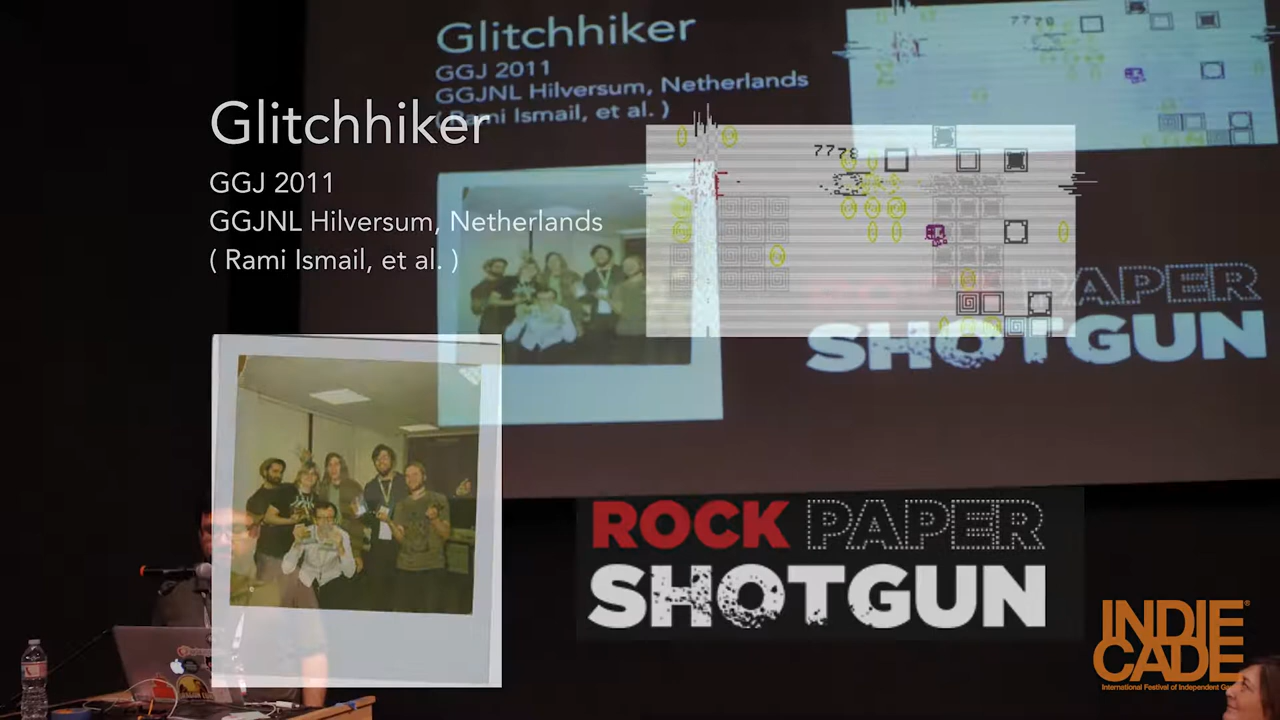 Glitchhiker
GGJ 2011
GGJNL Hilversum, Netherlands
( Rami Ismail, et al. )
Glitchhiker
GGJ 2011
GGJNL Hilversum, Netherlands
( Rami Ismail, et al. )
7778
7778
PAPER
SHOTGUN
ROCK PAPER
SHOTGUN
INDIE
CADE
International Festival of Independent